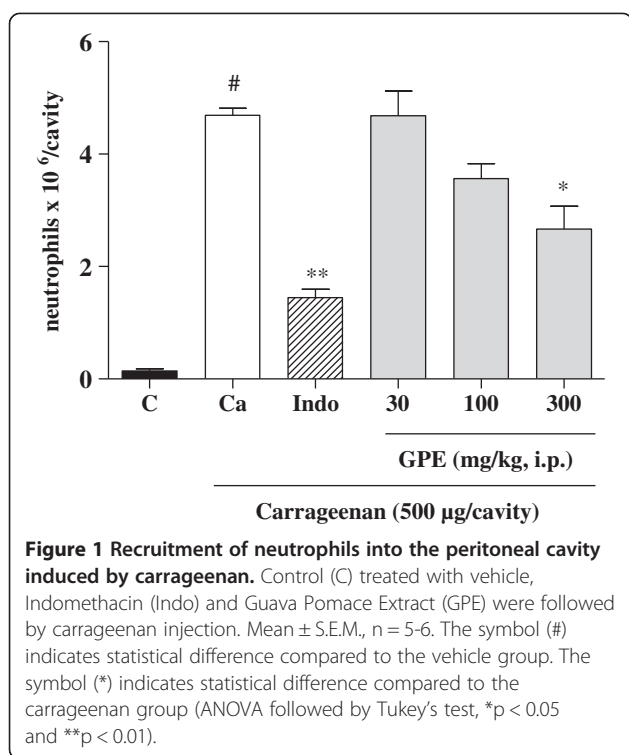 6
#
4
*
**
2
0
neutrophils x 10 6/cavity
C Ca Indo 30 100 300
GPE (mg/kg, i.p.)
Carrageenan (500 µg/cavity)
Figure 1 Recruitment of neutrophils into the peritoneal cavity
induced by carrageenan. Control (C) treated with vehicle,
Indomethacin (Indo) and Guava Pomace Extract (GPE) were followed
by carrageenan injection. Mean ± S.E.M., n = 5-6. The symbol (#)
indicates statistical difference compared to the vehicle group. The
symbol (*) indicates statistical difference compared to the
carrageenan group (ANOVA followed by Tukey's test, *p < 0.05
and **p < 0.01).